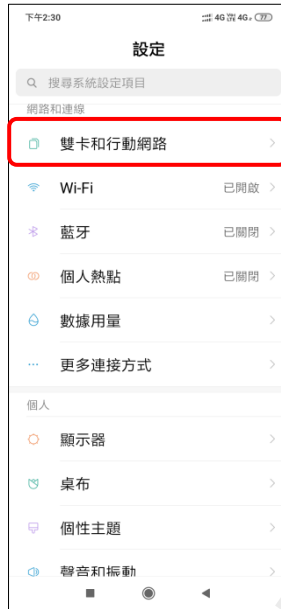 下午2:30
4G 4G 77
設定
搜尋系統設定項目
網路和連線
雙卡和行動網路
Wi-Fi 已開啟
藍牙 已關閉
個人熱點 已關閉
數據用量
更多連接方式
個人
顯示器
桌布
個性主題
聲音和振動